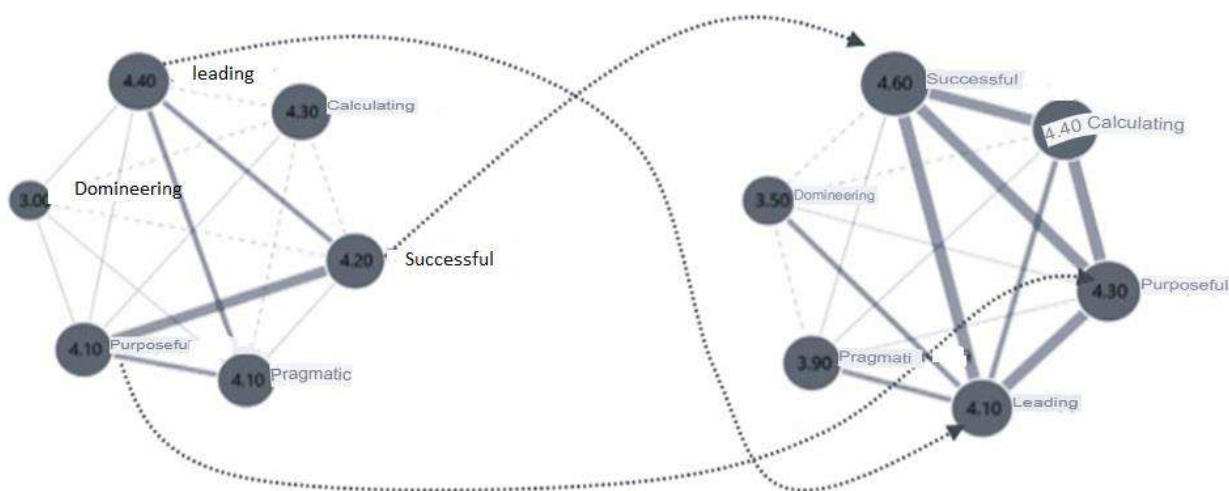 4.40
leading
4.30
Calculating
3.00
Domineering
4.20
Successful
4.10
Purposeful
4.10
Pragmatic
4.60
Successful
4.40 Calculating
3.50
Domineering
4.30
Purposeful
3.90
Pragmati
4.10
Leading